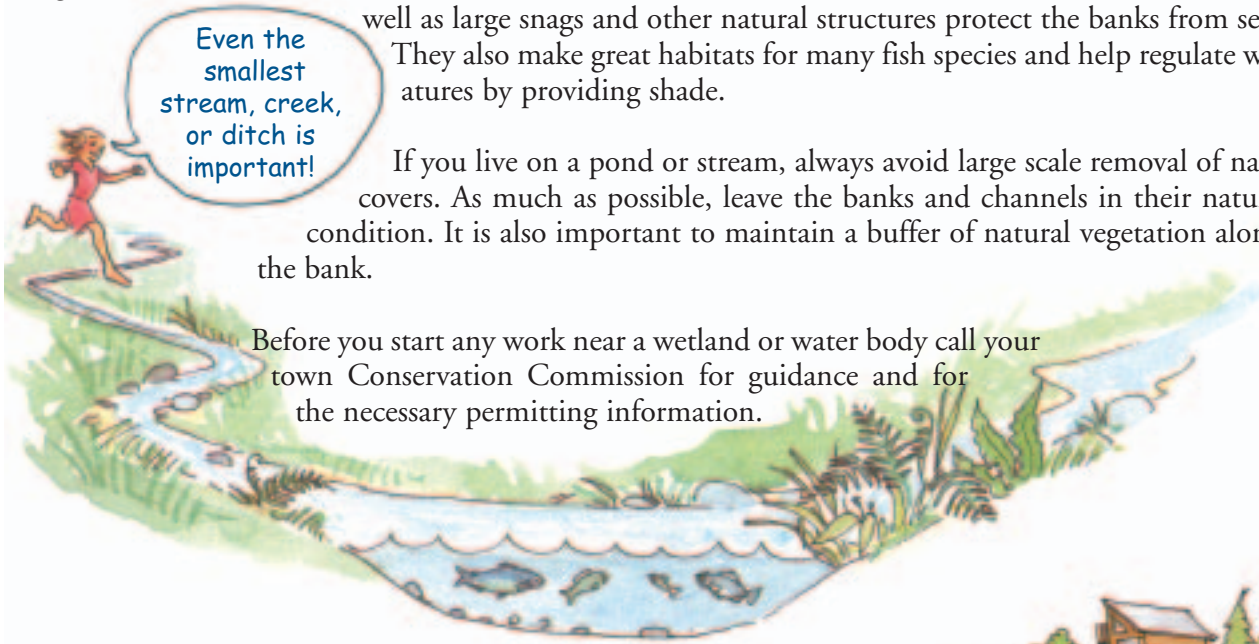 Even the
smallest
stream, creek,
or ditch is
important!
well as large snags and other natural structures protect the banks from
They also make great habitats for many fish species and help regulate
by providing shade.
If you live on a pond or stream, always avoid large scale removal of
covers. As much as possible, leave the banks and channels in their
condition. It is also important to maintain a buffer of natural vegetation
the bank.
Before you start any work near a wetland or water body call your
town Conservation Commission for guidance and for
the necessary permitting information.